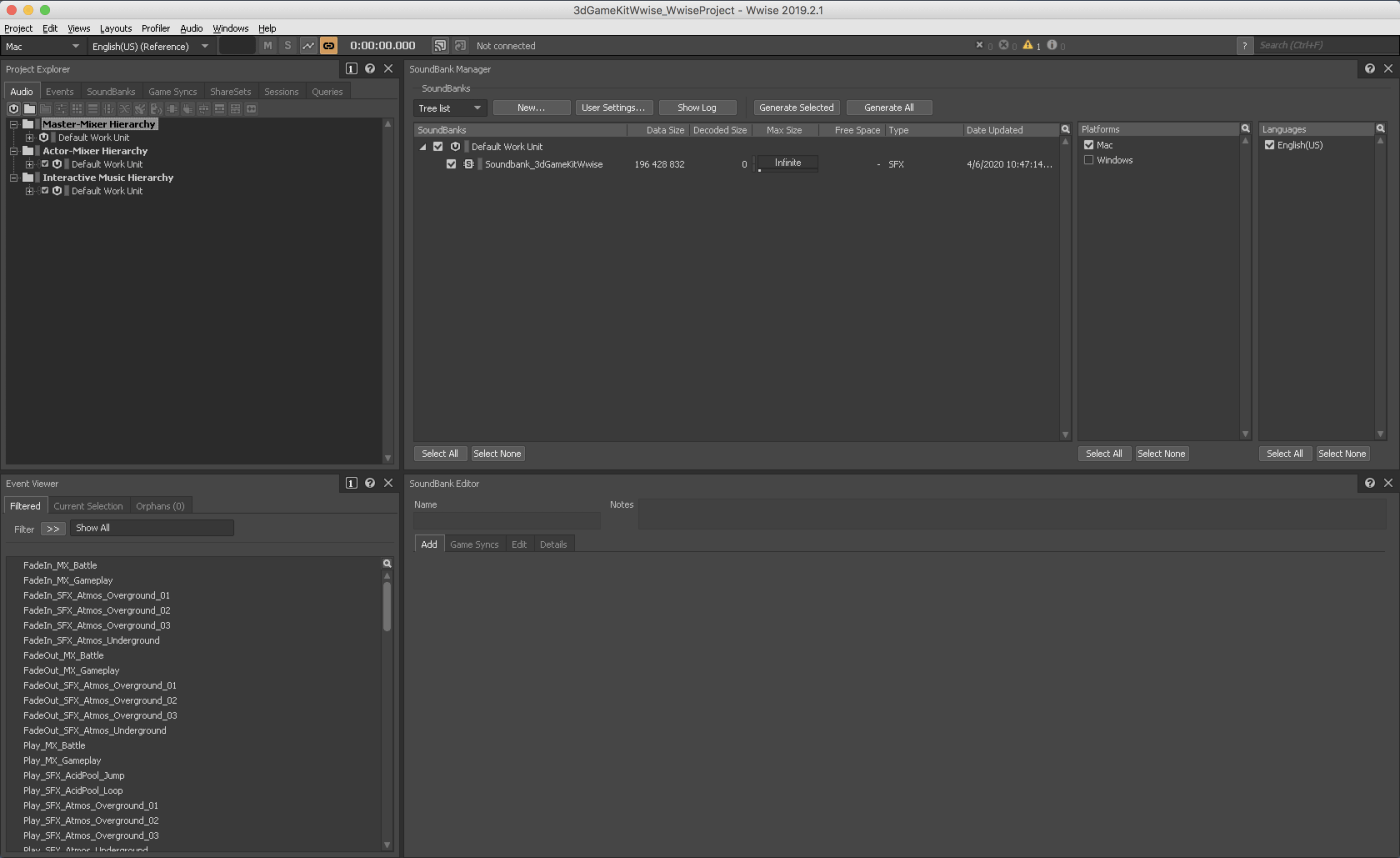 3dGameKitWwise_WwiseProject - Wwise 2019.2.1
Project Edit Views Layouts Profiler Audio Windows Help
Mac English(US) (Reference) M S 0:00:00.000 Not connected 0 0 1 0 ? Search (Ctrl+F)
Project Explorer 1
Audio Events SoundBanks Game Syncs ShareSets Sessions Queries
Master-Mixer Hierarchy
Default Work Unit
Actor-Mixer Hierarchy
Default Work Unit
Interactive Music Hierarchy
Default Work Unit
SoundBank Manager
SoundBanks
Tree list New... User Settings... Show Log Generate Selected Generate All
SoundBanks Data Size Decoded Size Max Size Free Space Type Date Updated
Default Work Unit
Soundbank_3dGameKitWwise 196 428 832 0 Infinite - SFX 4/6/2020 10:47:14...
Select All Select None
Platforms
Mac
Windows
Select All Select None
Languages
English(US)
Select All Select None
Event Viewer 1
Filtered Current Selection Orphans (0)
Filter >> Show All
FadeIn_MX_Battle
FadeIn_MX_Gameplay
FadeIn_SFX_Atmos_Overground_01
FadeIn_SFX_Atmos_Overground_02
FadeIn_SFX_Atmos_Overground_03
FadeIn_SFX_Atmos_Underground
FadeOut_MX_Battle
FadeOut_MX_Gameplay
FadeOut_SFX_Atmos_Overground_01
FadeOut_SFX_Atmos_Overground_02
FadeOut_SFX_Atmos_Overground_03
FadeOut_SFX_Atmos_Underground
Play_MX_Battle
Play_MX_Gameplay
Play_SFX_AcidPool_Jump
Play_SFX_AcidPool_Loop
Play_SFX_Atmos_Overground_01
Play_SFX_Atmos_Overground_02
Play_SFX_Atmos_Overground_03
Play_SFX_Atmos_Underground
SoundBank Editor
Name Notes
Add Game Syncs Edit Details